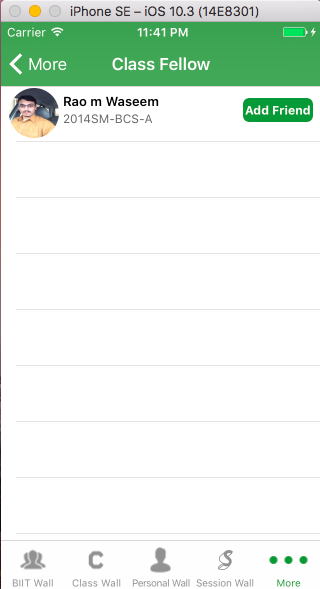 iPhone SE – iOS 10.3 (14E8301)
Carrier 11:41 PM
More Class Fellow
Rao m Waseem
2014SM-BCS-A
Add Friend
BIIT Wall Class Wall Personal Wall Session Wall More